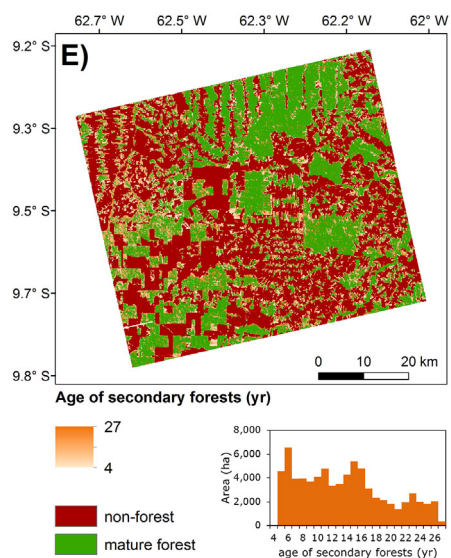 62.7° W 62.5° W 62.3° W 62.2° W 62° W
9.2° S
E)
9.3° S
9.5° S
9.7° S
9.8° S
0 10 20 km
Age of secondary forests (yr)
27
4
non-forest
mature forest
Area (ha)
8,000
6,000
4,000
2,000
0
4 6 8 10 12 14 16 18 20 22 24 26
age of secondary forests (yr)